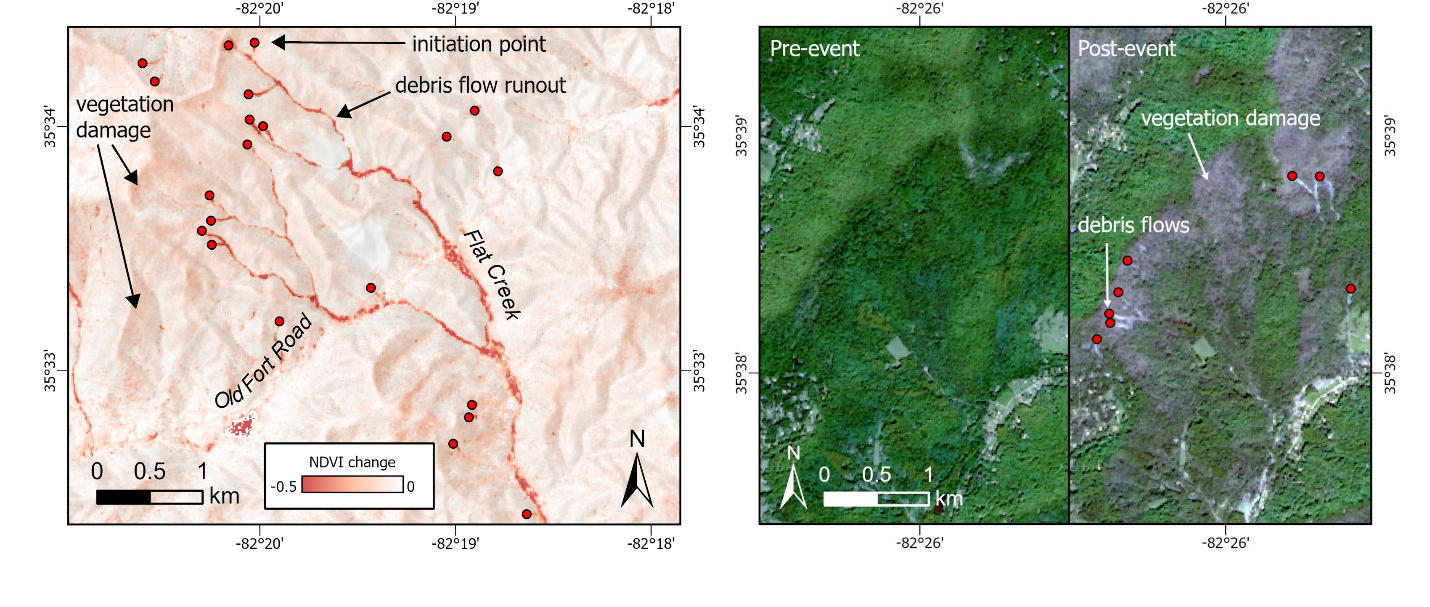 -82°20'
-82°19'
-82°18'
initiation point
debris flow runout
vegetation
damage
35°34'
35°34'
Flat Creek
Old Fort Road
35°33'
35°33'
0 0.5 1
km
NDVI change
-0.5 0
N
-82°20'
-82°19'
-82°18'
-82°26'
-82°26'
Pre-event
Post-event
vegetation damage
35°39'
35°39'
debris flows
35°38'
35°38'
N
0 0.5 1
km
-82°26'
-82°26'